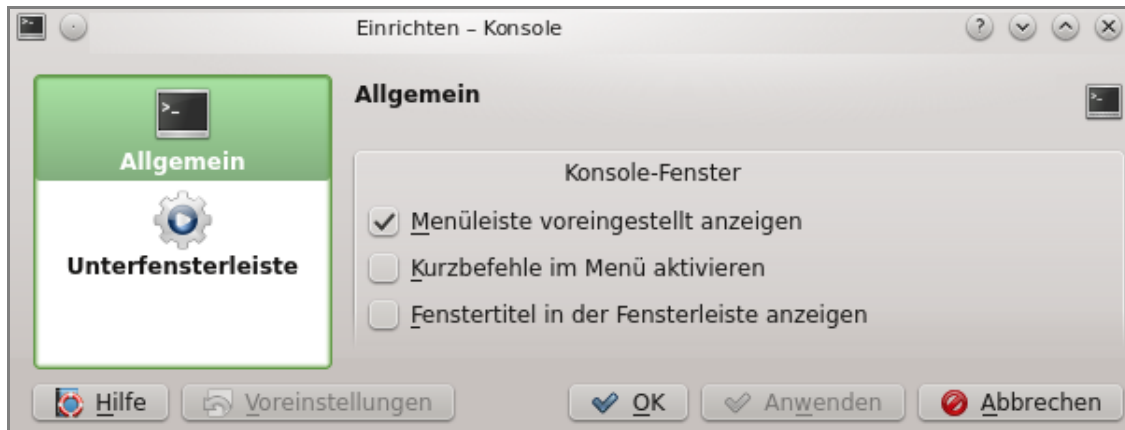 Einrichten – Konsole
Allgemein
Unterfensterleiste
Allgemein
Konsole-Fenster
Menüleiste voreingestellt anzeigen
Kurzbefehle im Menü aktivieren
Fenstertitel in der Fensterleiste anzeigen
Hilfe
Voreinstellungen
OK
Anwenden
Abbrechen